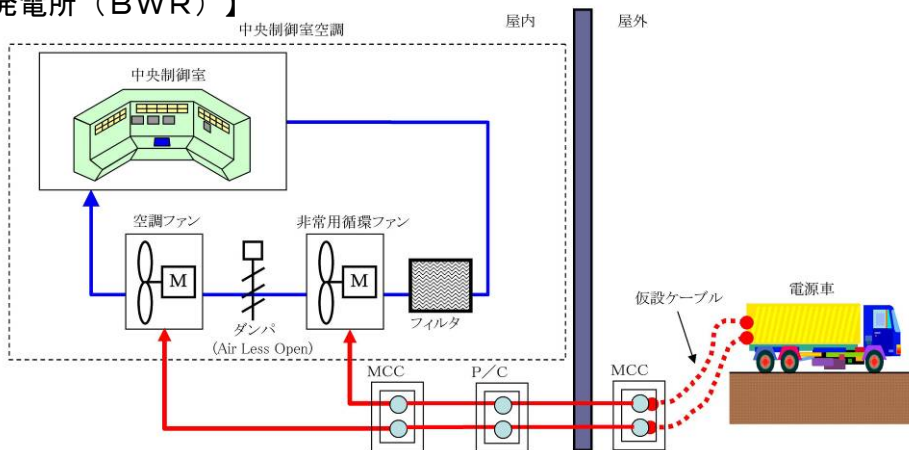 発電所（ＢＷＲ）】
中央制御室空調
屋内
屋外
中央制御室
空調ファン
非常用循環ファン
M
M
ダンパ
(Air Less Open)
フィルタ
仮設ケーブル
電源車
MCC
P／C
MCC